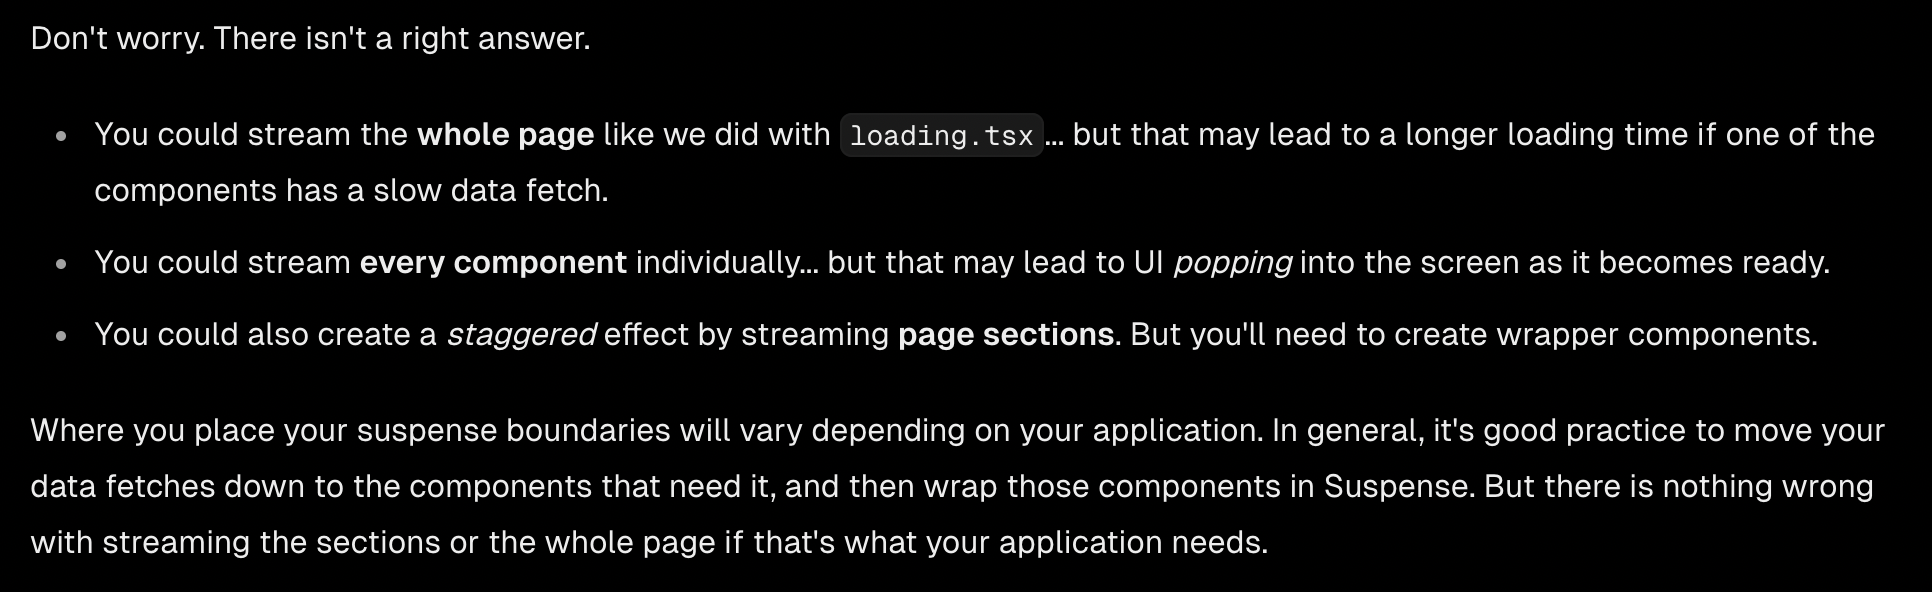 Don't worry. There isn't a right answer.
• You could stream the whole page like we did with loading.tsx… but that may lead to a longer loading time if one of the
components has a slow data fetch.
• You could stream every component individually… but that may lead to UI popping into the screen as it becomes ready.
• You could also create a staggered effect by streaming page sections. But you'll need to create wrapper components.
Where you place your suspense boundaries will vary depending on your application. In general, it's good practice to move your
data fetches down to the components that need it, and then wrap those components in Suspense. But there is nothing wrong
with streaming the sections or the whole page if that's what your application needs.